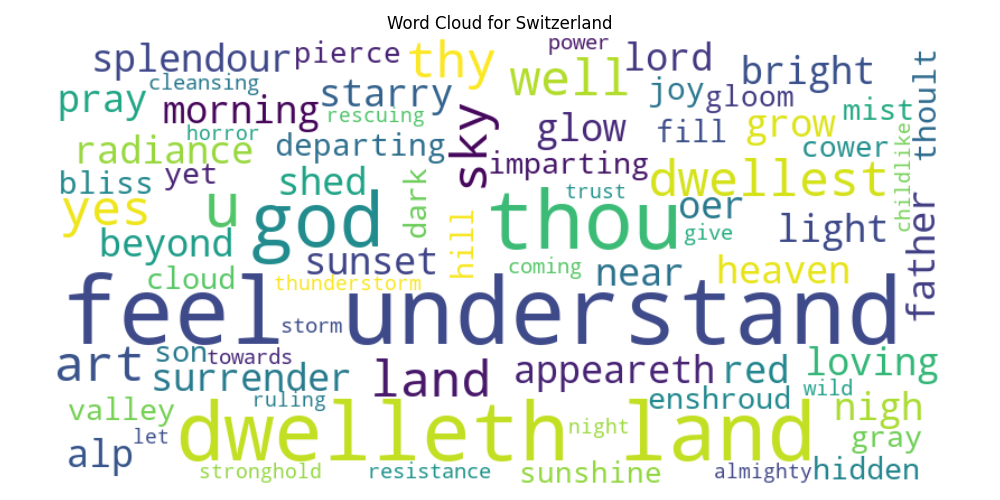 Word Cloud for Switzerland
splendour pierce thy power lord bright thoult
cleansing well
pray morning starry joy gloom mist
horror rescuing sky glow fill grow
radiance departing imparting cower childlike
bliss yet shed dark trust dwellest
yes u god thou oer light father
beyond hill give
sunset coming near heaven
cloud thunderstorm
feel understand
storm
art son towards land appeareth red loving
surrender wild
valley ruling enshroud nigh
alp let dwelleth land night gray
stronghold resistance sunshine almighty hidden